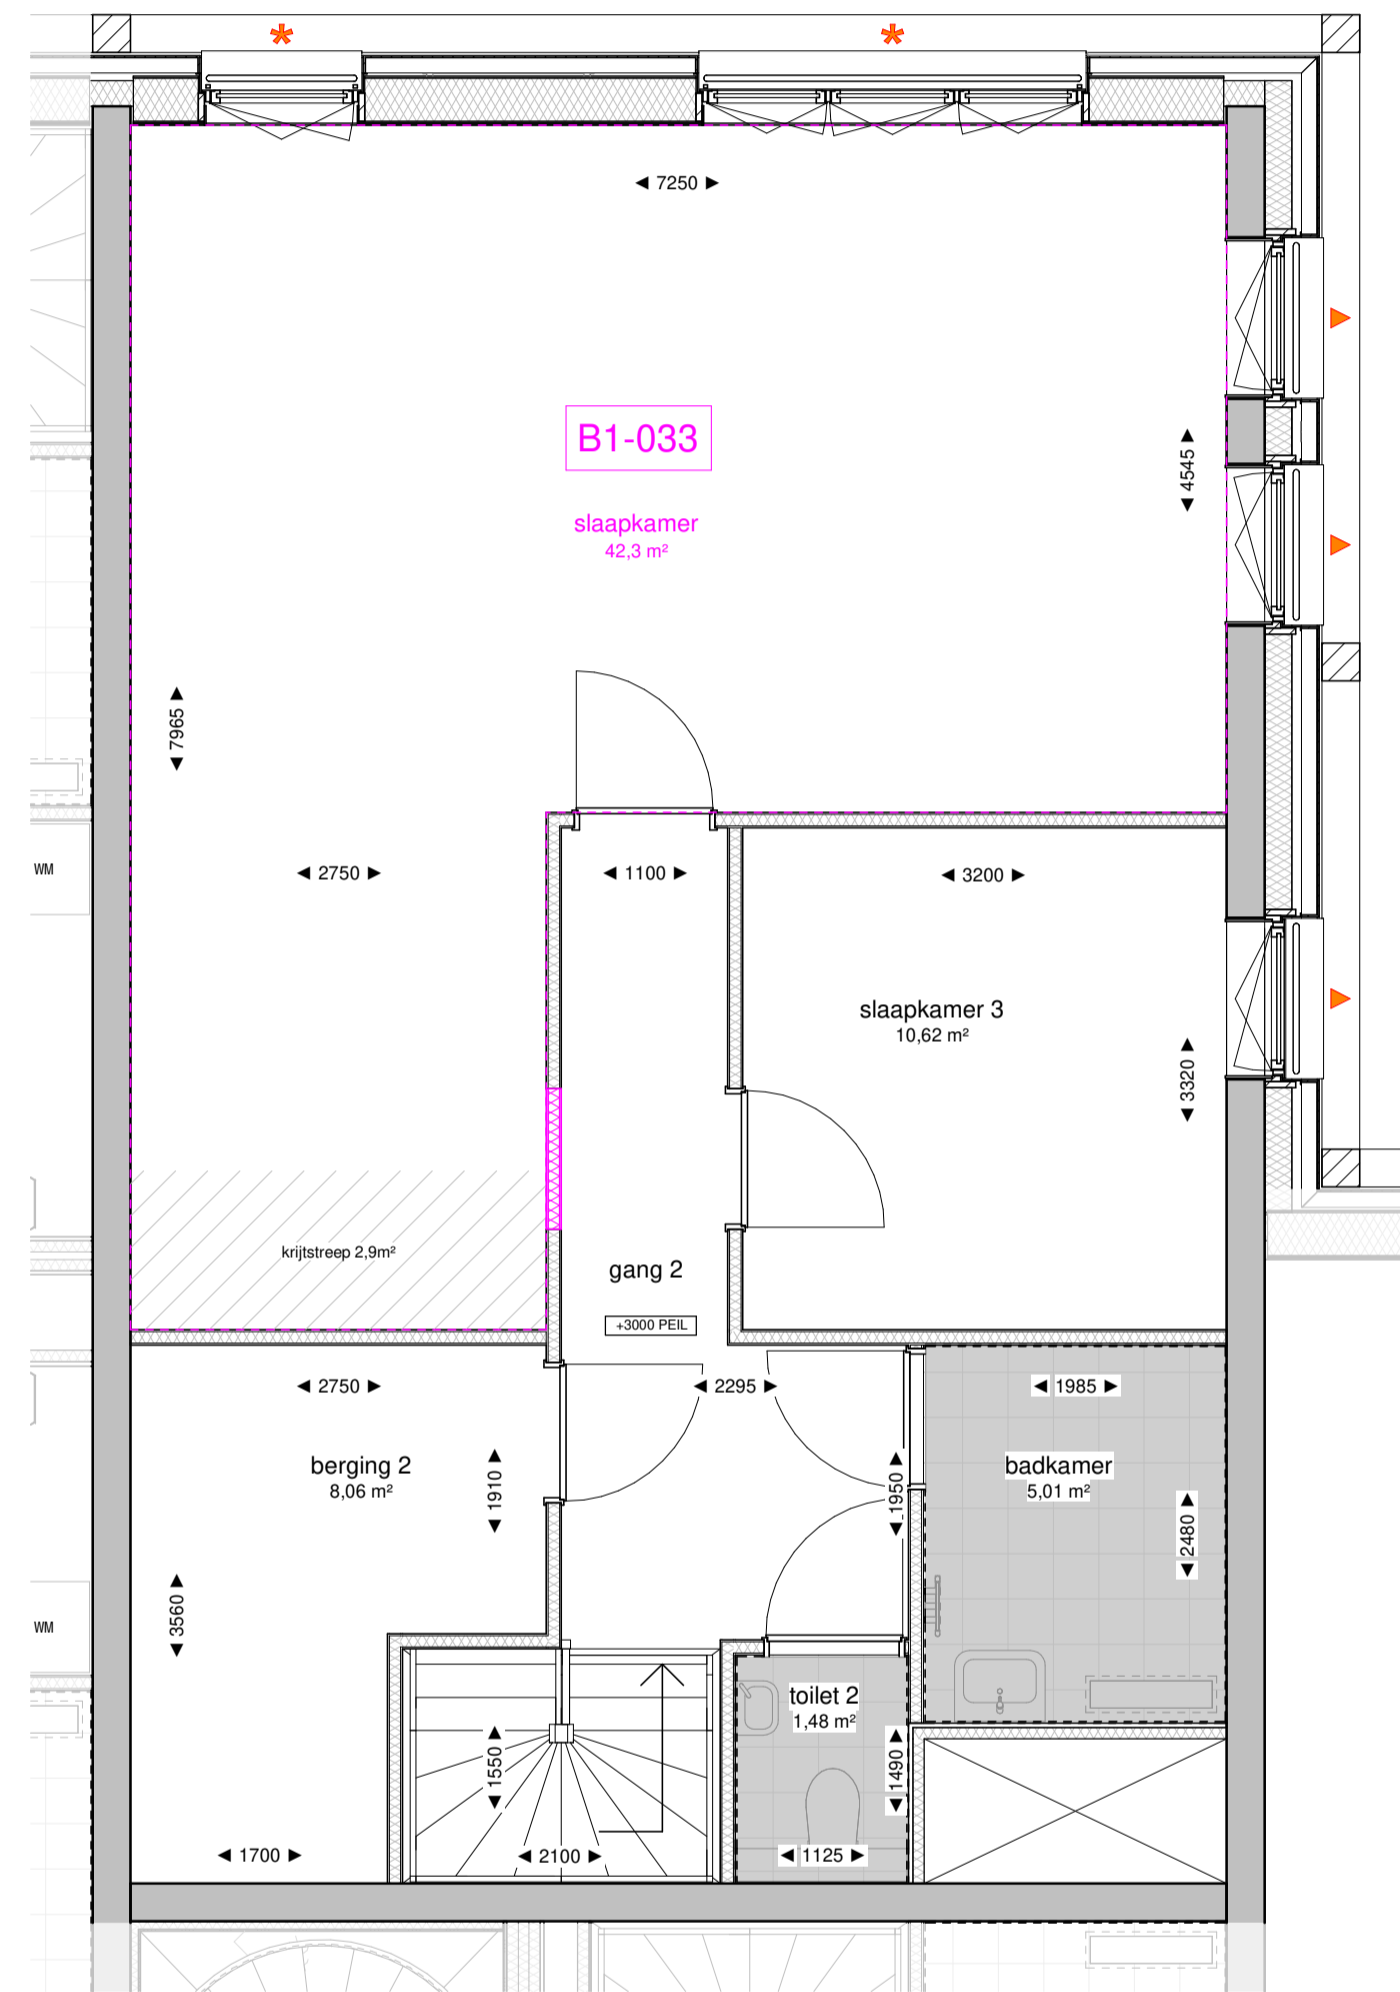 *
*
◄ 7250 ►
B1-033
◄ 4545 ►
slaapkamer
42,3 m²
◄ 7965 ►
WM
◄ 2750 ►
◄ 1100 ►
◄ 3200 ►
slaapkamer 3
10,62 m²
◄ 3320 ►
krijtstreep 2,9m²
gang 2
+3000 PEIL
◄ 2750 ►
◄ 2295 ►
◄ 1985 ►
berging 2
8,06 m²
◄ 1910 ►
◄ 1950 ►
badkamer
5,01 m²
◄ 2480 ►
WM
◄ 3560 ►
toilet 2
1,48 m²
◄ 1550 ►
◄ 1490 ►
◄ 1700 ►
◄ 2100 ►
◄ 1125 ►